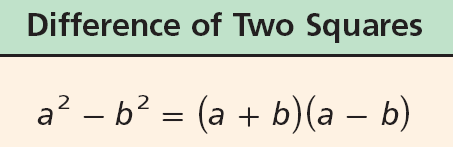 Difference of Two Squares
a² – b² = (a + b)(a – b)